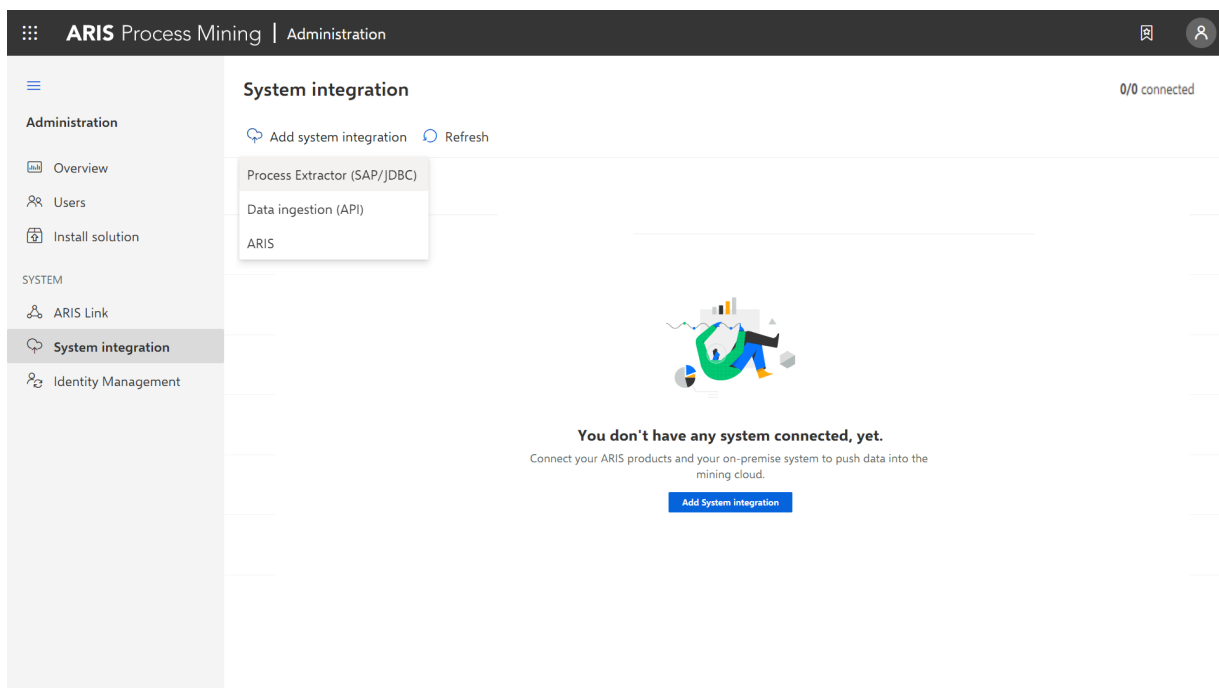 ARIS Process Mining | Administration
System integration
0/0 connected
Administration
Add system integration
Refresh
Overview
Process Extractor (SAP/JDBC)
Users
Data ingestion (API)
Install solution
ARIS
SYSTEM
ARIS Link
System integration
Identity Management
You don't have any system connected, yet.
Connect your ARIS products and your on-premise system to push data into the
mining cloud.
Add System integration